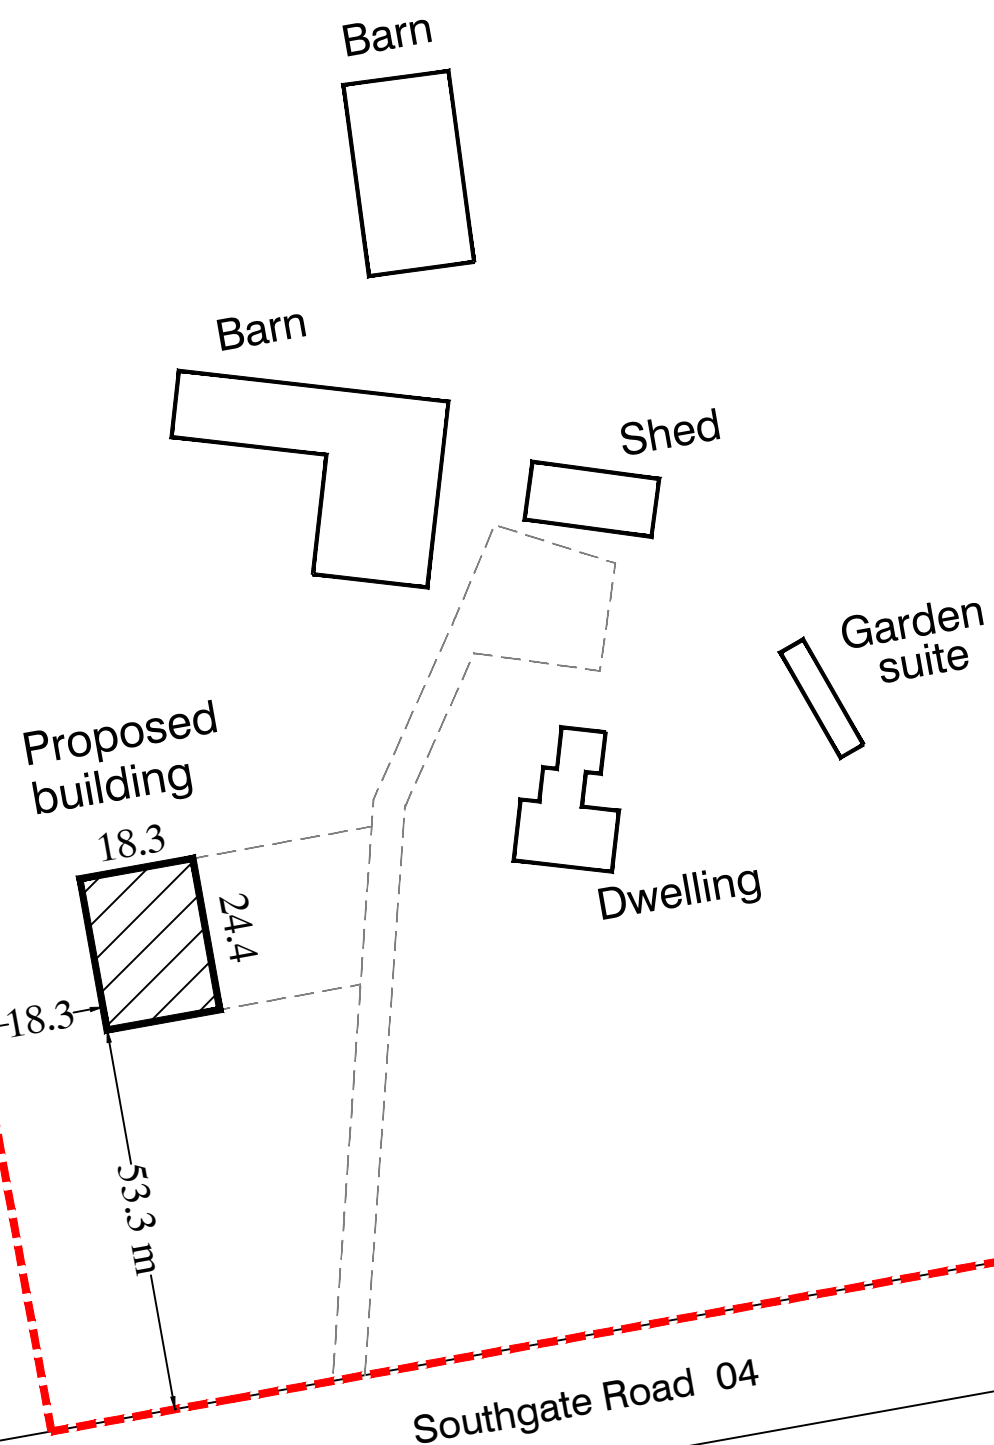 Barn
Barn
Shed
Garden
suite
Proposed
building
18.3
24.4
Dwelling
18.3
53.3 m
Southgate Road 04